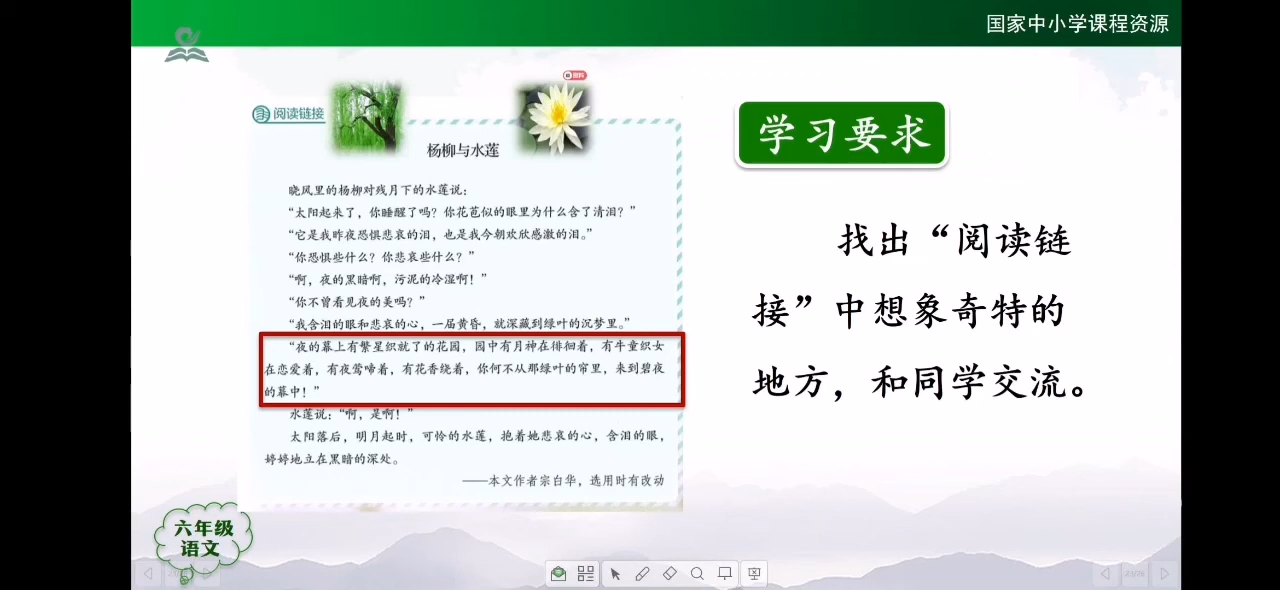 国家中小学课程资源
阅读链接
杨柳与水莲
晓风里的杨柳对残月下的水莲说：
“太阳起来了，你睡醒了吗？你花苞似的眼里为什么含了清泪？”
“它是我昨夜恐惧悲哀的泪，也是我今朝欢欣感激的泪。”
“你恐惧些什么？你悲哀些什么？”
“啊，夜的黑暗啊，污泥的冷湿啊！”
“你不曾看见夜的美吗？”
“我含泪的眼和悲哀的心，一届黄昏，就深藏到绿叶的沉梦里。”
“夜的幕上有繁星织就了的花园，园中有月神在徘徊着，有牛童织女
在恋爱着，有夜莺啼着，有花香绕着，你何不从那绿叶的帘里，来到碧夜
的幕中！”
水莲说：“啊，是啊！”
太阳落后，明月起时，可怜的水莲，抱着她悲哀的心，含泪的眼，
婷婷地立在黑暗的深处。
——本文作者宗白华，选用时有改动
学习要求
找出“阅读链
接”中想象奇特的
地方，和同学交流。
六年级
语文